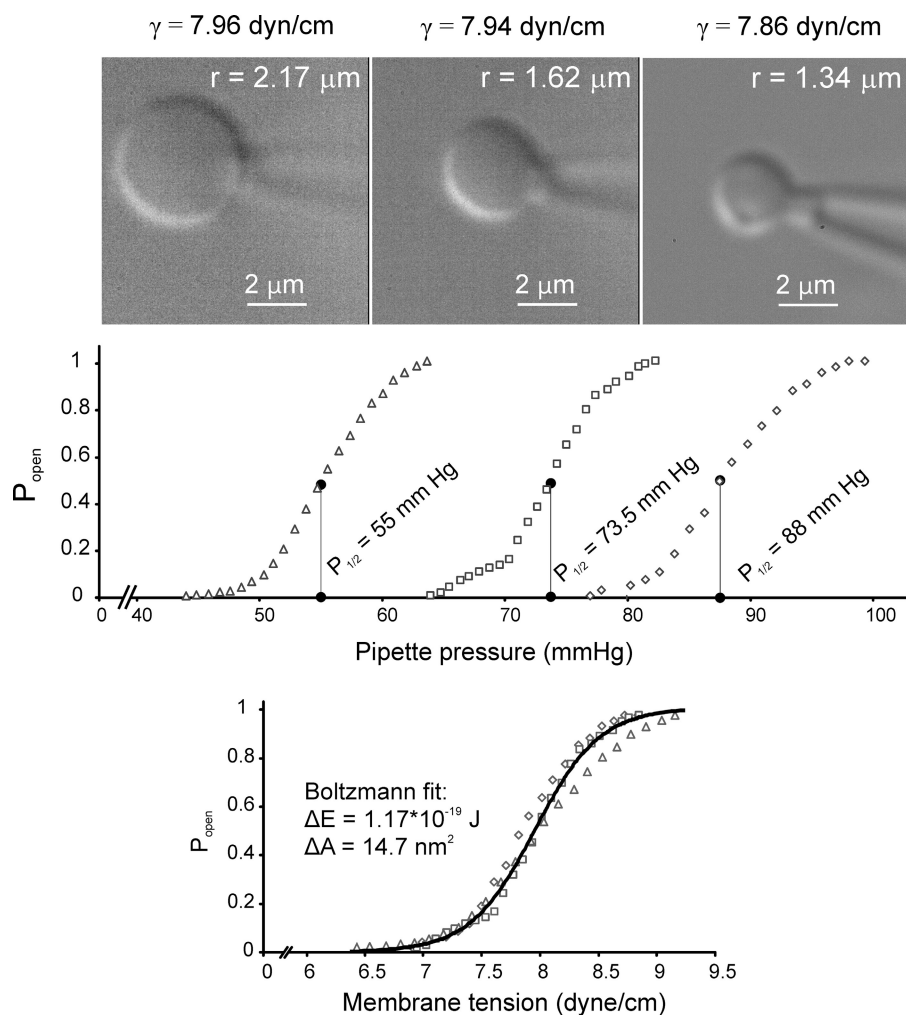 γ = 7.96 dyn/cm
γ = 7.94 dyn/cm
γ = 7.86 dyn/cm
r = 2.17 μm
r = 1.62 μm
r = 1.34 μm
2 μm
2 μm
2 μm
P open
1
0.8
0.6
0.4
0.2
0
P 1/2 = 55 mm Hg
P 1/2 = 73.5 mm Hg
P 1/2 = 88 mm Hg
0 40 50 60 70 80 90 100
Pipette pressure (mmHg)
P open
1
0.8
0.6
0.4
0.2
0
Boltzmann fit:
ΔE = 1.17*10⁻¹⁹ J
ΔA = 14.7 nm²
0 6 6.5 7 7.5 8 8.5 9 9.5
Membrane tension (dyne/cm)